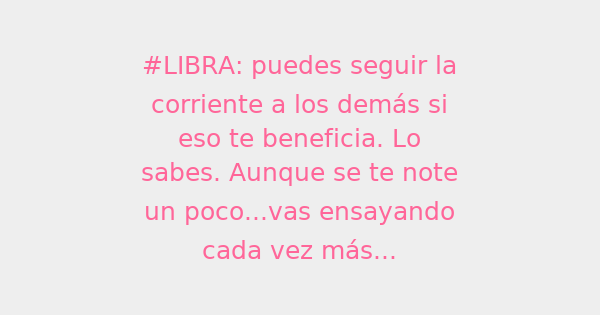 #LIBRA: puedes seguir la
corriente a los demás si
eso te beneficia. Lo
sabes. Aunque se te note
un poco...vas ensayando
cada vez más...